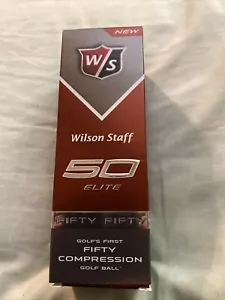 NEW
W/S
Wilson Staff
50
ELITE
FIFTY FIFTY
GOLF'S FIRST
FIFTY
COMPRESSION
GOLF BALL